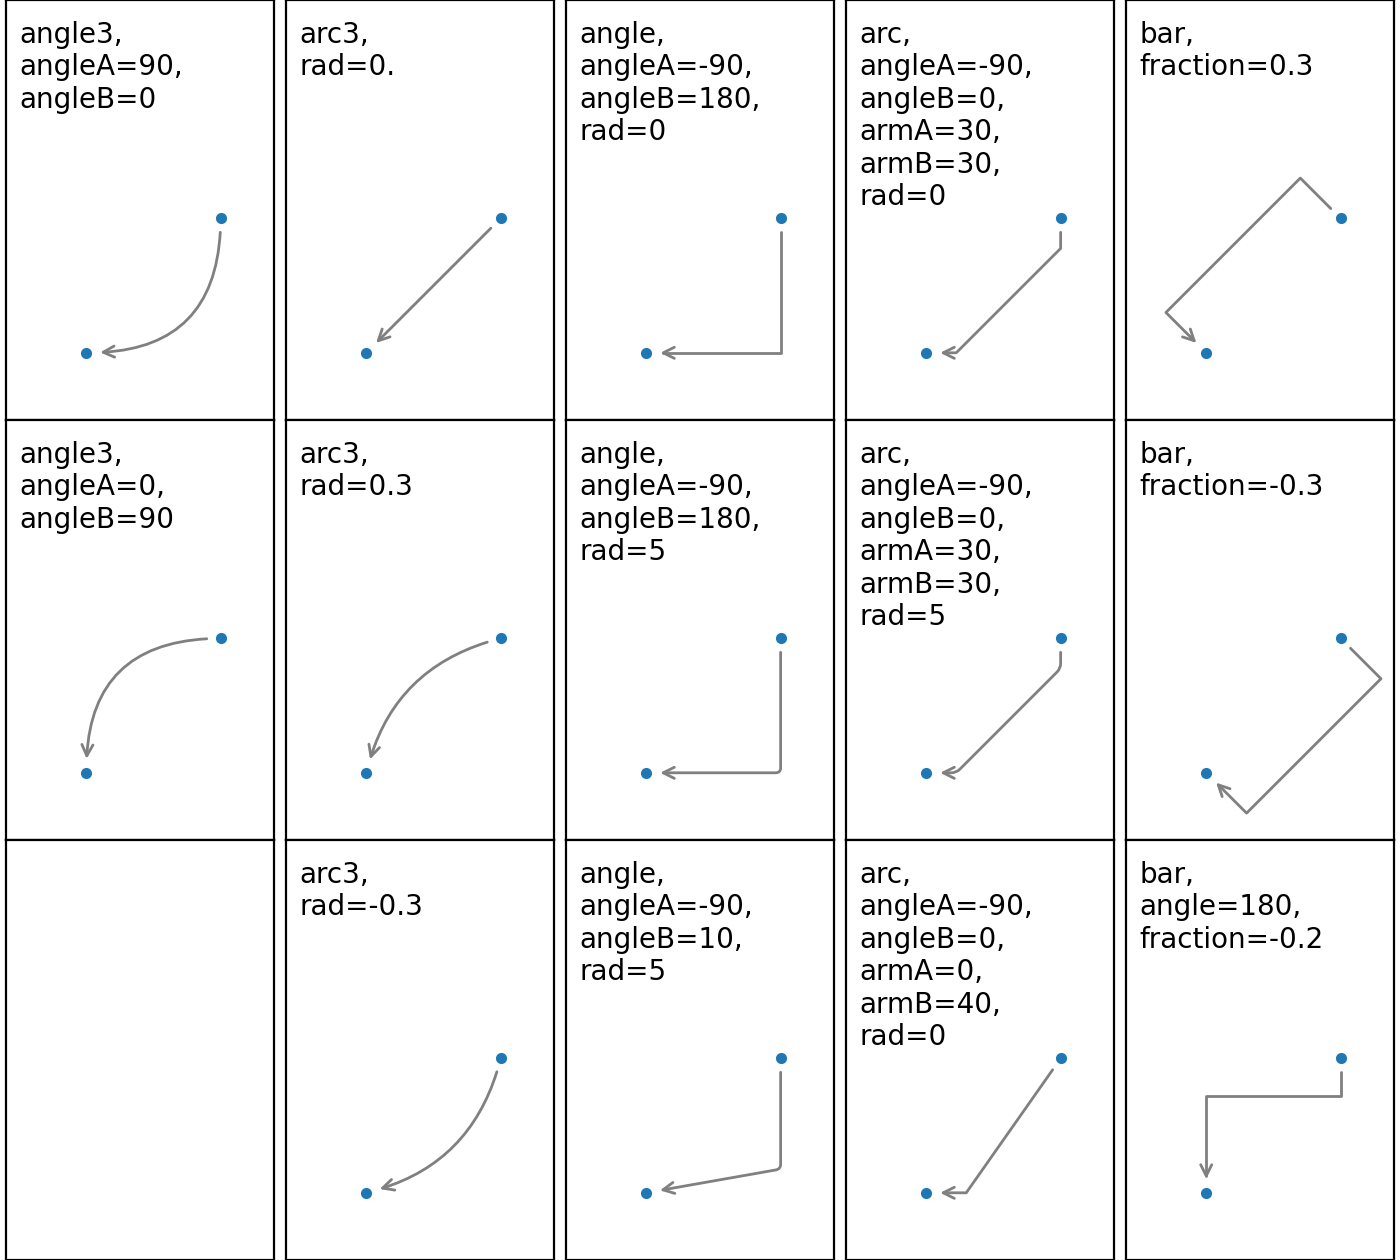 angle3,
angleA=90,
angleB=0
arc3,
rad=0.
angle,
angleA=-90,
angleB=180,
rad=0
arc,
angleA=-90,
angleB=0,
armA=30,
armB=30,
rad=0
bar,
fraction=0.3
angle3,
angleA=0,
angleB=90
arc3,
rad=0.3
angle,
angleA=-90,
angleB=180,
rad=5
arc,
angleA=-90,
angleB=0,
armA=30,
armB=30,
rad=5
bar,
fraction=-0.3
arc3,
rad=-0.3
angle,
angleA=-90,
angleB=10,
rad=5
arc,
angleA=-90,
angleB=0,
armA=0,
armB=40,
rad=0
bar,
angle=180,
fraction=-0.2